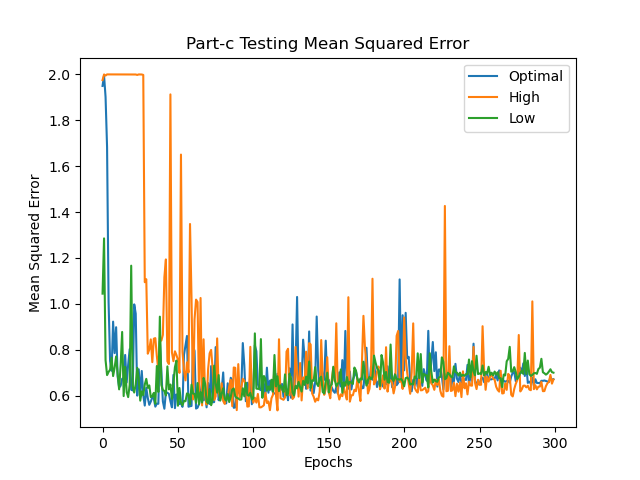 Part-c Testing Mean Squared Error
Optimal
High
Low
Mean Squared Error
2.0
1.8
1.6
1.4
1.2
1.0
0.8
0.6
0
50
100
150
200
250
300
Epochs